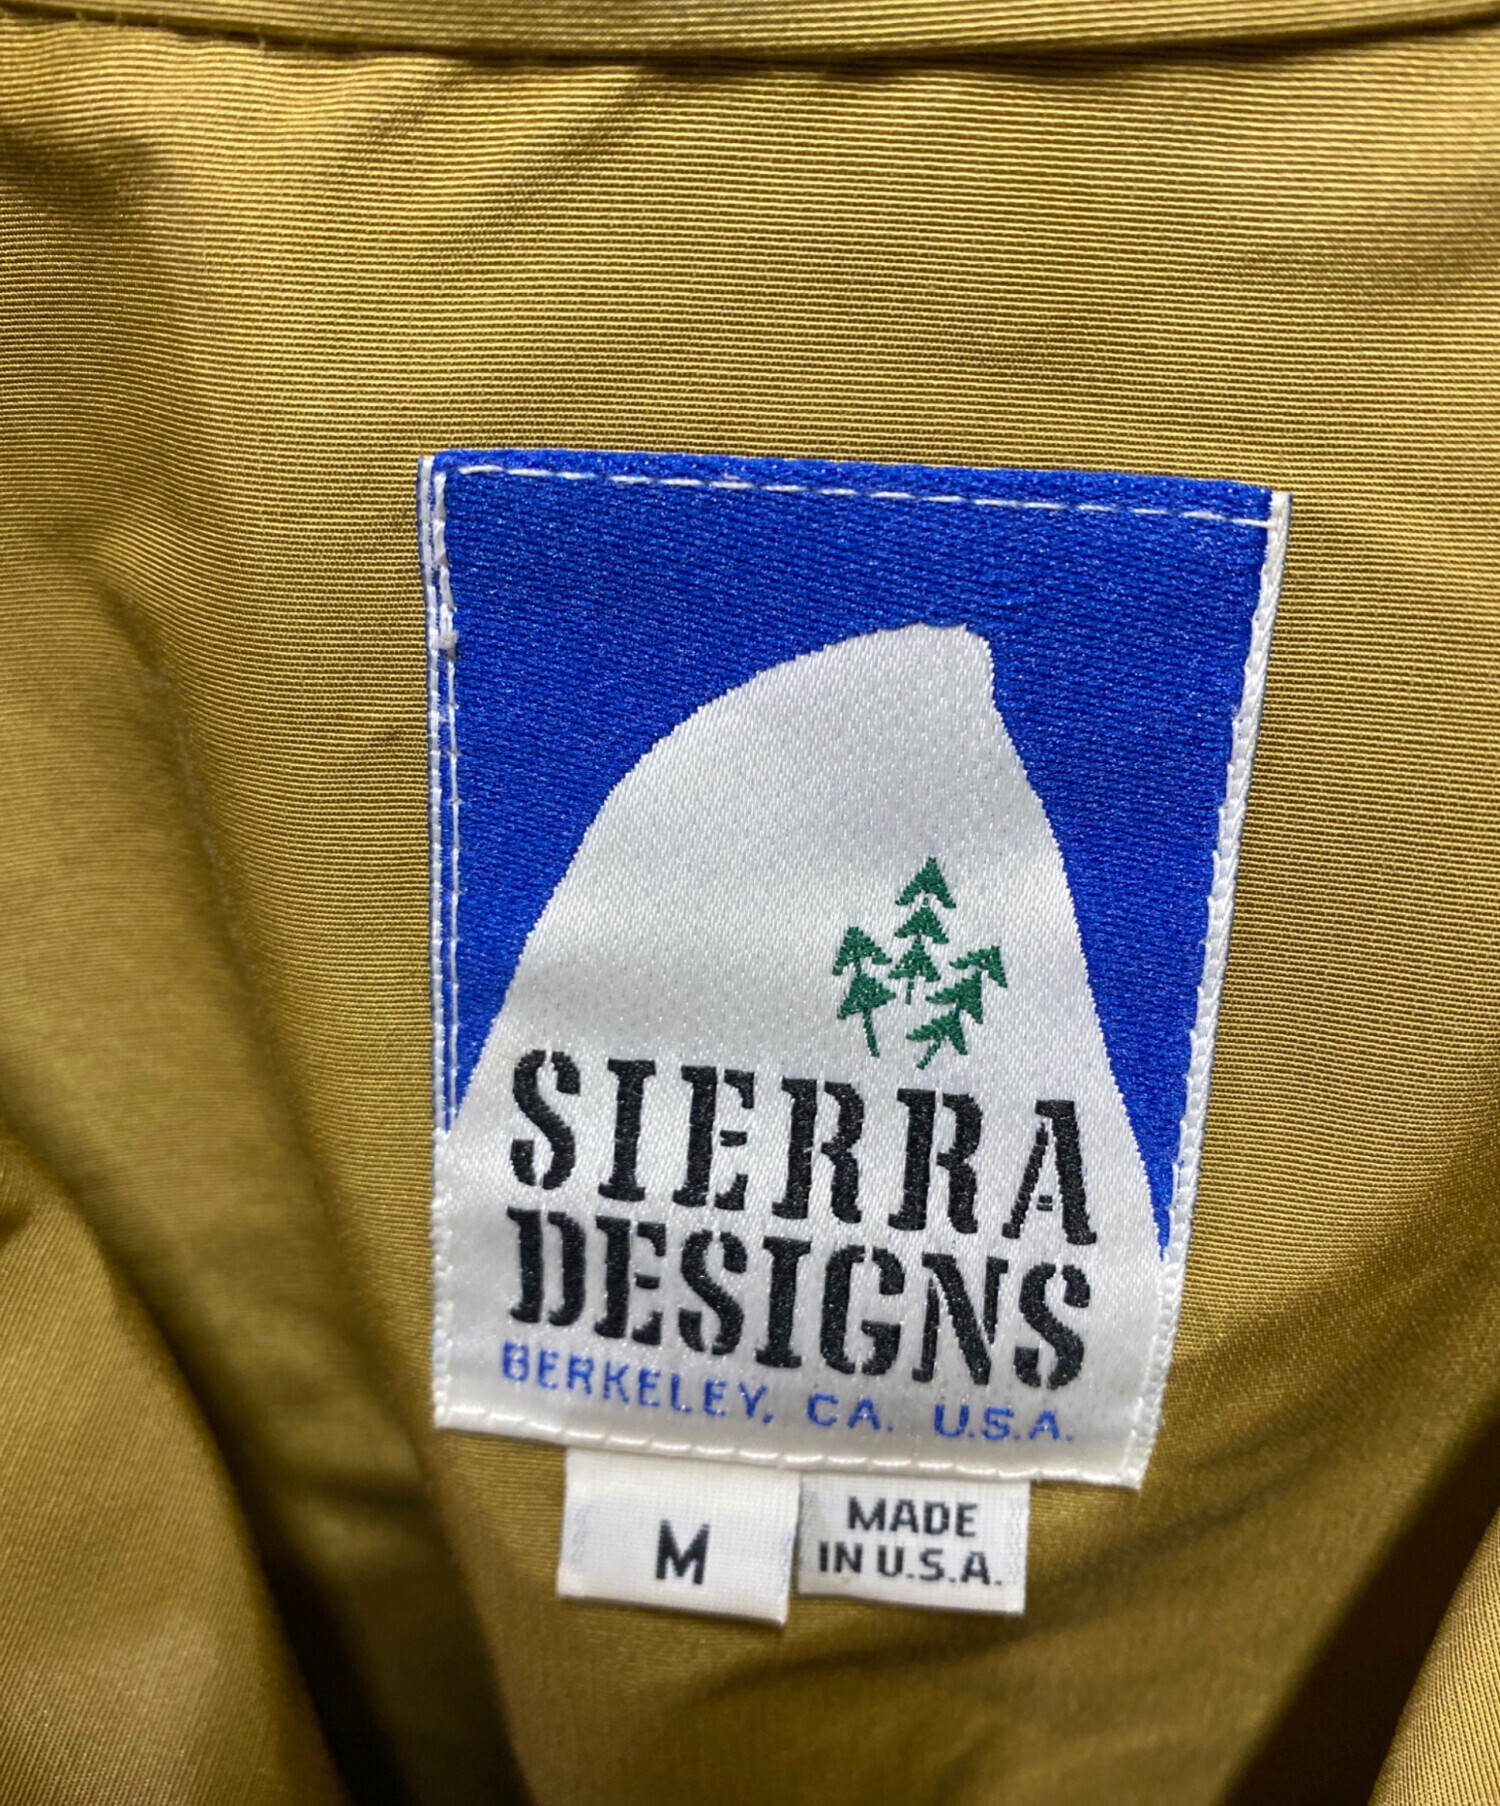 SIERRA
DESIGNS
BERKELEY, CA. U.S.A.
M
MADE
IN U.S.A.